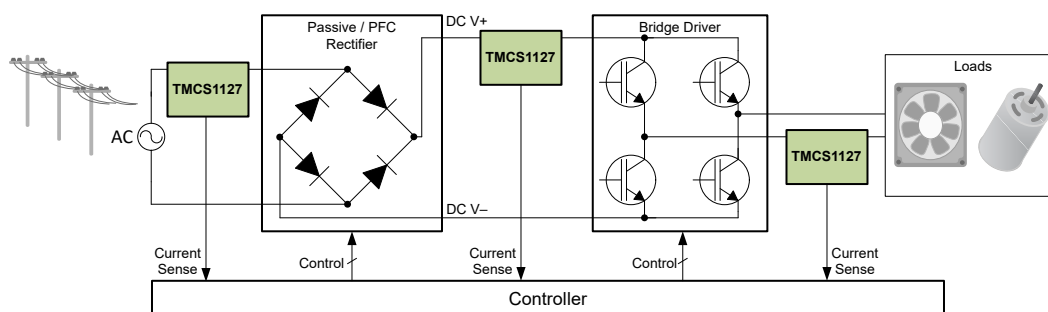 Passive / PFC
Rectifier
DC V+
Bridge Driver
Loads
TMCS1127
TMCS1127
TMCS1127
AC
DC V–
Current
Sense
Control
Current
Sense
Control
Current
Sense
Controller